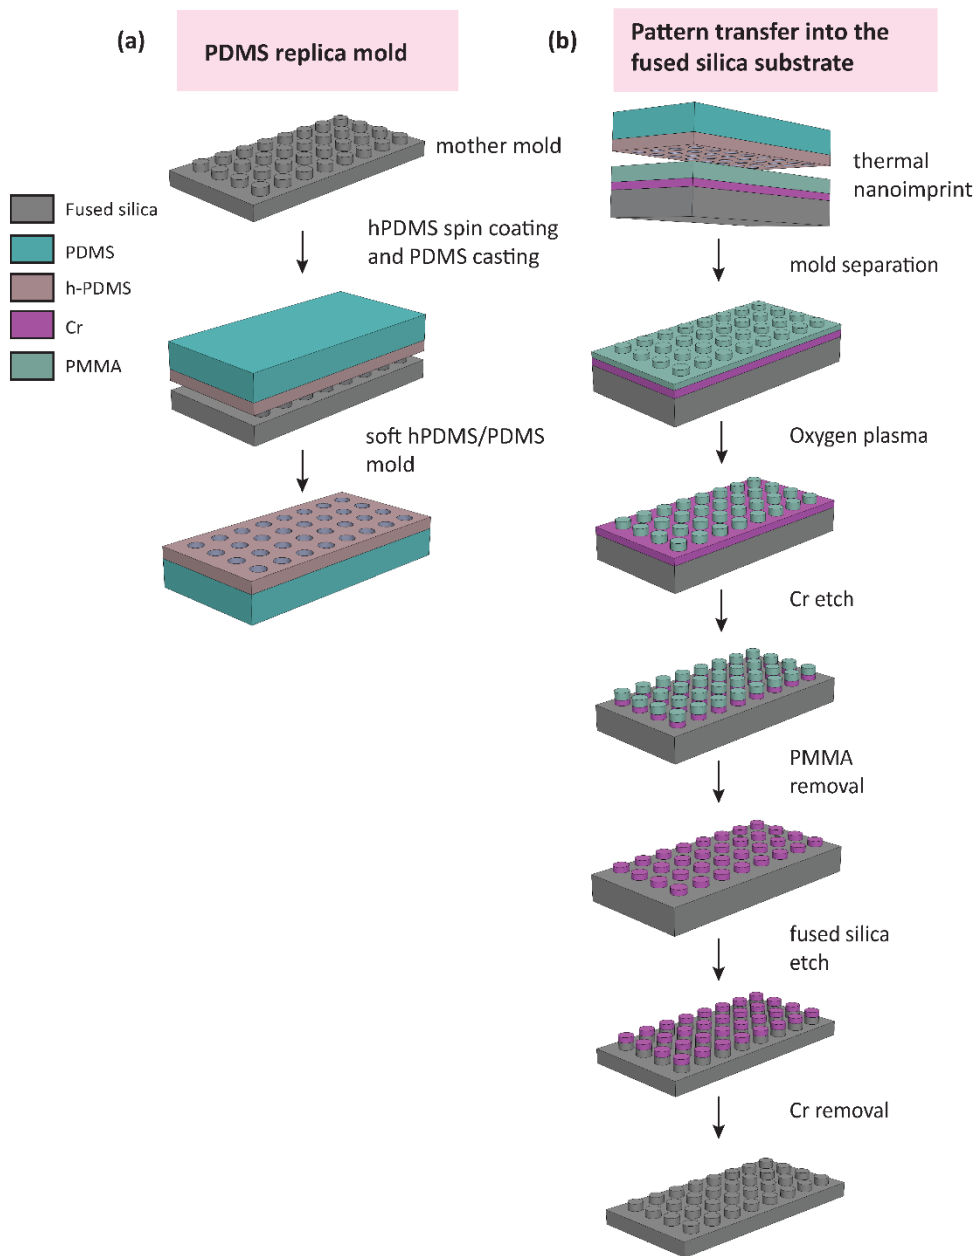 (a)
PDMS replica mold
mother mold
Fused silica
PDMS
h-PDMS
Cr
PMMA
hPDMS spin coating
and PDMS casting
soft hPDMS/PDMS
mold
(b)
Pattern transfer into the
fused silica substrate
thermal
nanoimprint
mold separation
Oxygen plasma
Cr etch
PMMA
removal
fused silica
etch
Cr removal